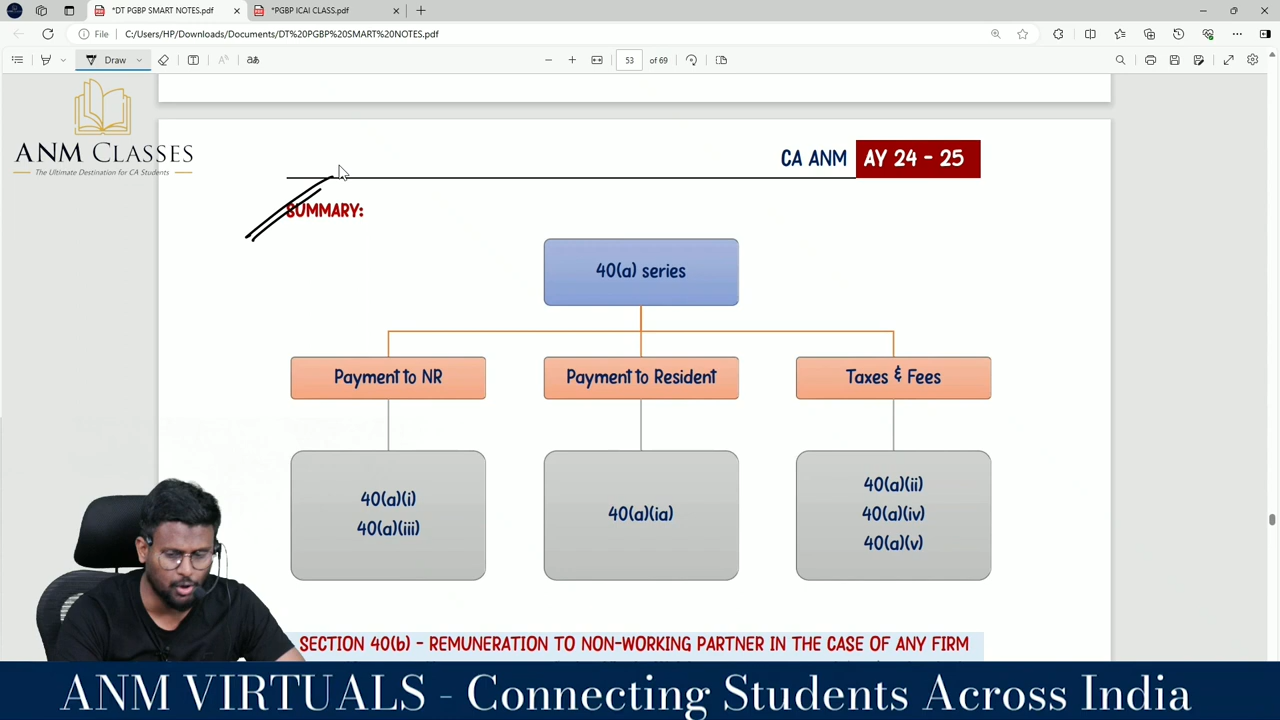 *DT PGBP SMART NOTES.pdf
*PGBP ICAI CLASS.pdf
File
C:/Users/HP/Downloads/Documents/DT%20PGBP%20SMART%20NOTES.pdf
Draw
aあ
53 of 69
ANM CLASSES
The Ultimate Destination for CA Students
CA ANM AY 24 - 25
SUMMARY:
40(a) series
Payment to NR
Payment to Resident
Taxes & Fees
40(a)(i)
40(a)(iii)
40(a)(ia)
40(a)(ii)
40(a)(iv)
40(a)(v)
SECTION 40(b) - REMUNERATION TO NON-WORKING PARTNER IN THE CASE OF ANY FIRM
ANM VIRTUALS - Connecting Students Across India